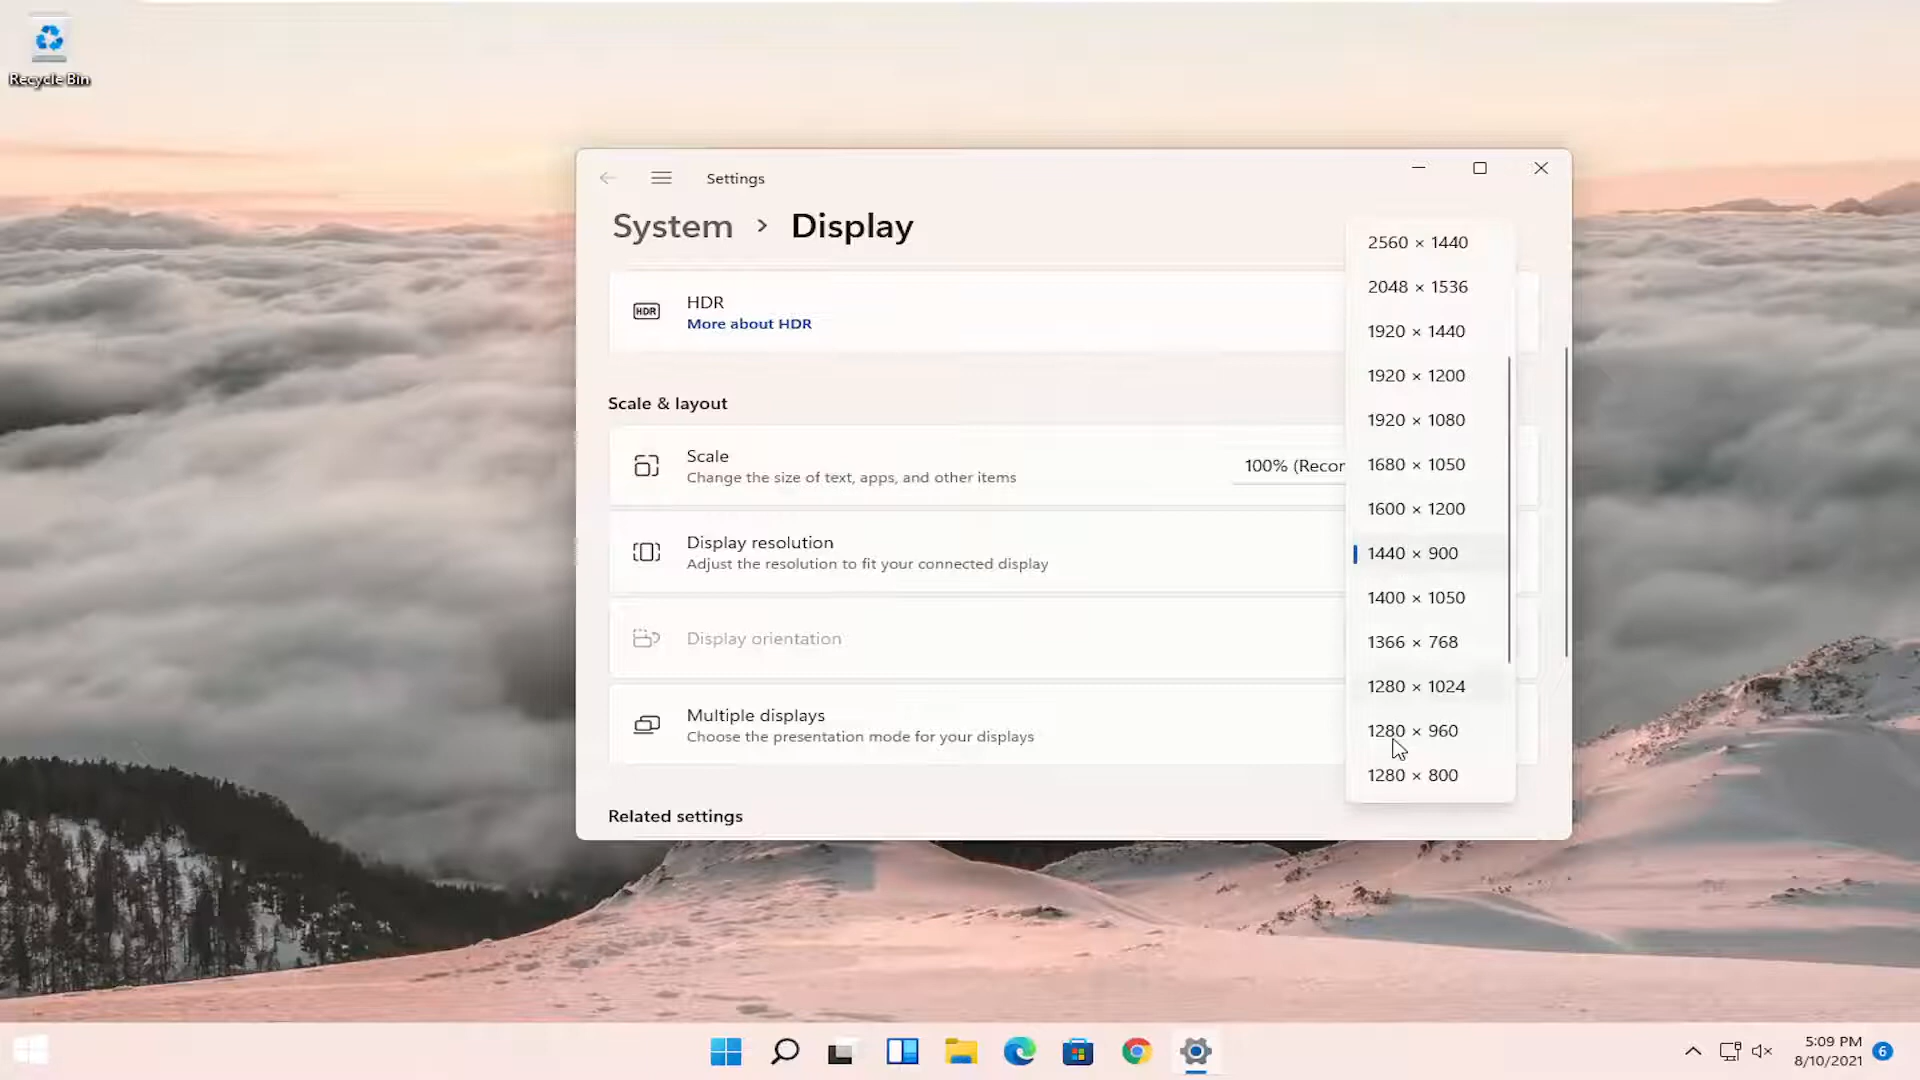 Recycle Bin
Settings
System > Display
HDR
HDR
More about HDR
Scale & layout
Scale
Change the size of text, apps, and other items
100% (Recor
Display resolution
Adjust the resolution to fit your connected display
Display orientation
Multiple displays
Choose the presentation mode for your displays
Related settings
2560 × 1440
2048 × 1536
1920 × 1440
1920 × 1200
1920 × 1080
1680 × 1050
1600 × 1200
1440 × 900
1400 × 1050
1366 × 768
1280 × 1024
1280 × 960
1280 × 800
5:09 PM
8/10/2021
6